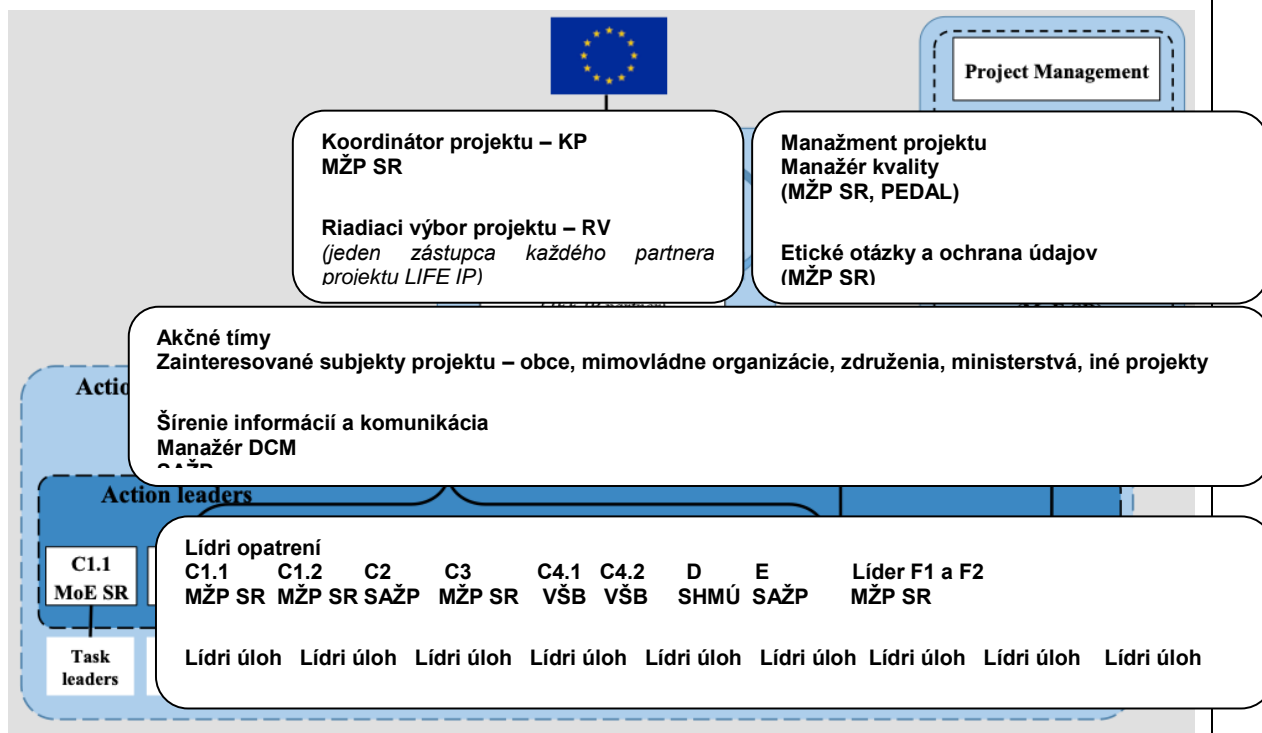 Project Management
Koordinátor projektu – KP
MŽP SR
Riadiaci výbor projektu – RV
(jeden zástupca každého partnera
projektu LIFE IP)
Manažment projektu
Manažér kvality
(MŽP SR, PEDAL)
Etické otázky a ochrana údajov
(MŽP SR)
Akčné tímy
Zainteresované subjekty projektu – obce, mimovládne organizácie, združenia, ministerstvá, iné projekty
Šírenie informácií a komunikácia
Manažér DCM
SAŽP
Action leaders
Lídri opatrení
C1.1 C1.2 C2 C3 C4.1 C4.2 D E Líder F1 a F2
MŽP SR MŽP SR SAŽP MŽP SR VŠB VŠB SHMÚ SAŽP MŽP SR
Lídri úloh Lídri úloh Lídri úloh Lídri úloh Lídri úloh Lídri úloh Lídri úloh Lídri úloh Lídri úloh
C1.1
MoE SR
Task
leaders